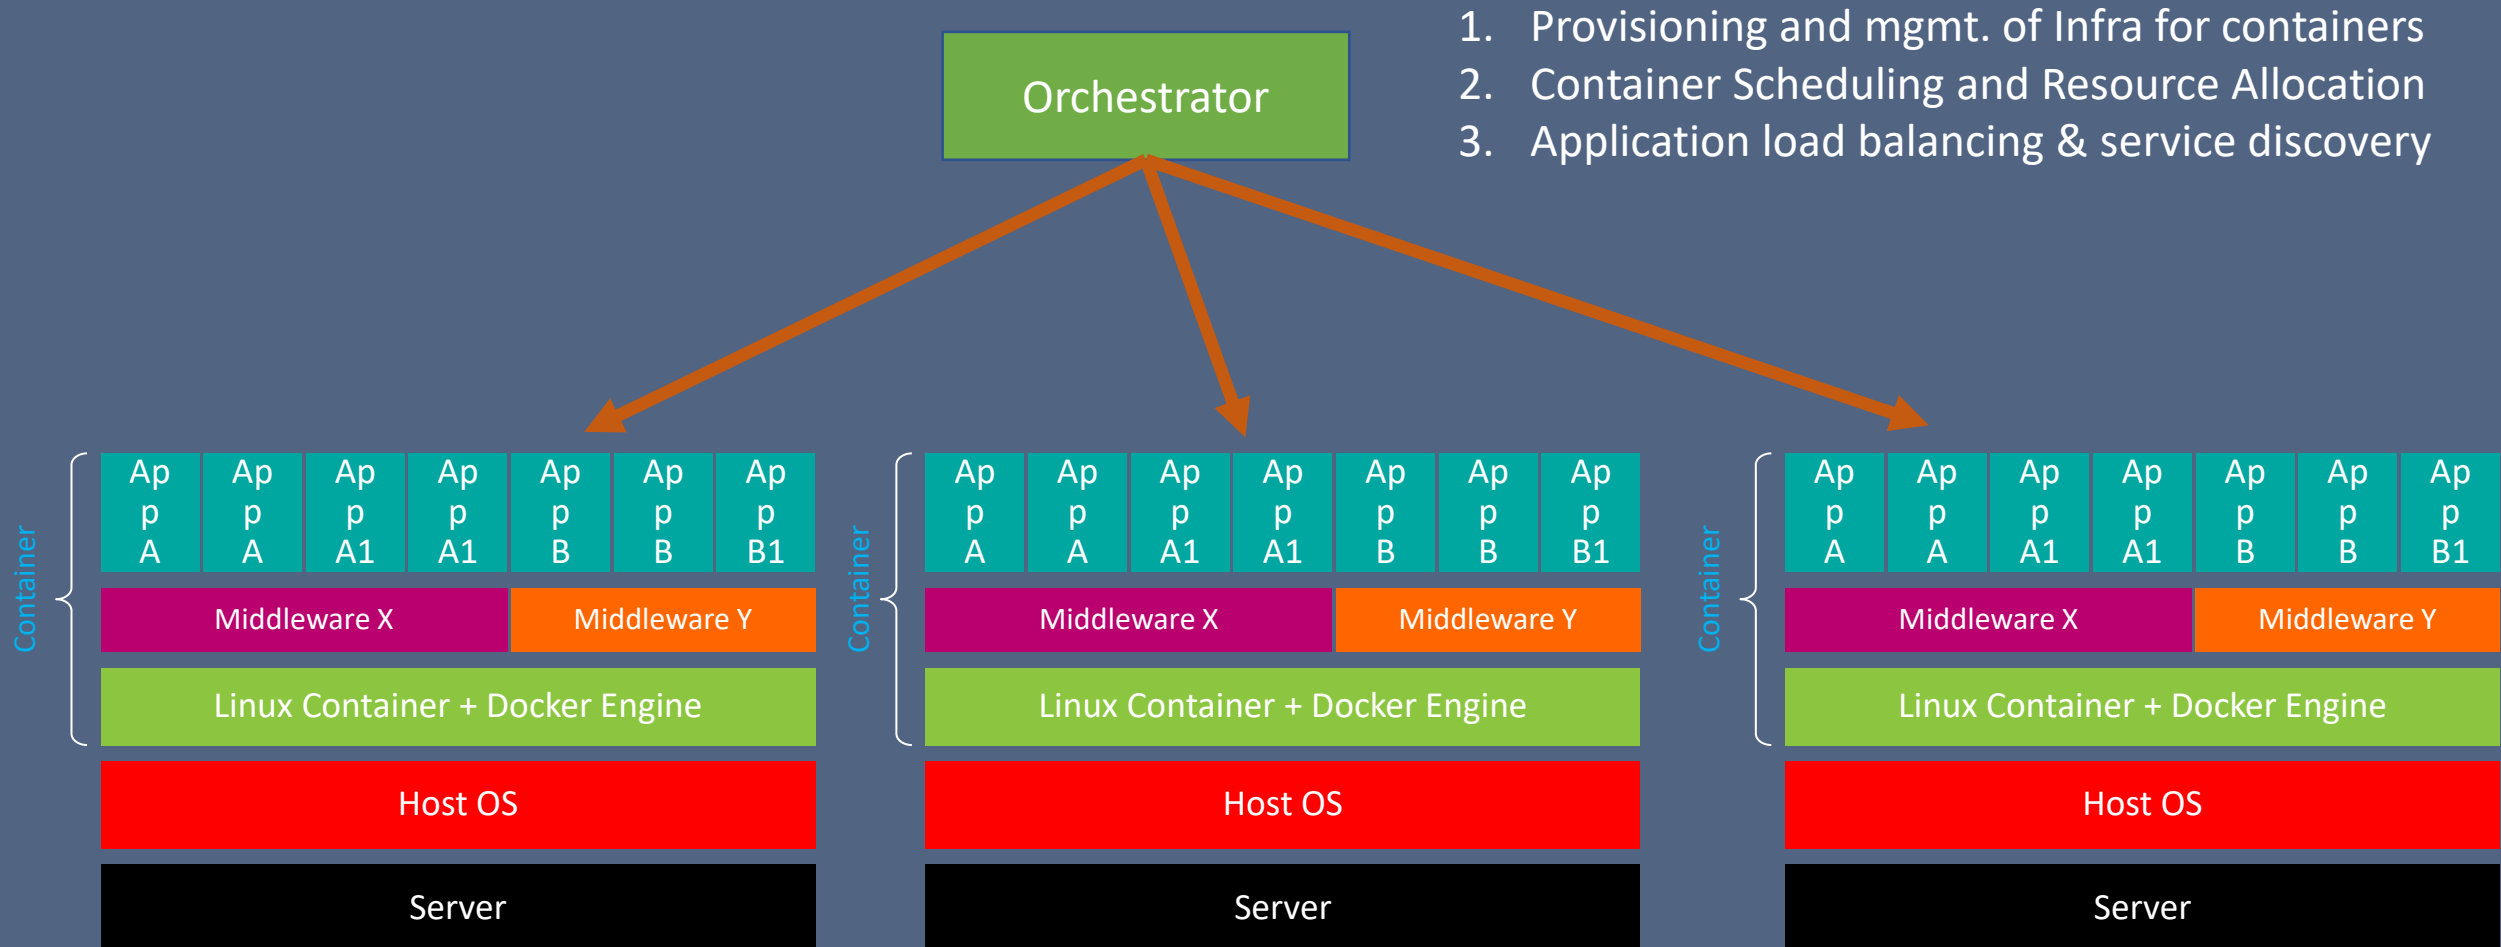 1. Provisioning and mgmt. of Infra for containers
Orchestrator
2. Container Scheduling and Resource Allocation
3. Application load balancing & service discovery
Container
Ap
p
A
Ap
p
A
Ap
p
A1
Ap
p
A1
Ap
p
B
Ap
p
B
Ap
p
B1
Middleware X
Middleware Y
Linux Container + Docker Engine
Host OS
Server
Container
Ap
p
A
Ap
p
A
Ap
p
A1
Ap
p
A1
Ap
p
B
Ap
p
B
Ap
p
B1
Middleware X
Middleware Y
Linux Container + Docker Engine
Host OS
Server
Container
Ap
p
A
Ap
p
A
Ap
p
A1
Ap
p
A1
Ap
p
B
Ap
p
B
Ap
p
B1
Middleware X
Middleware Y
Linux Container + Docker Engine
Host OS
Server